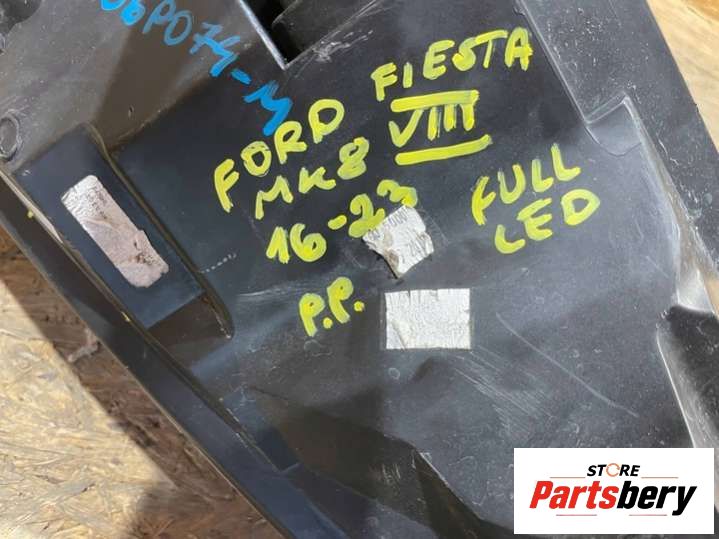 06P074-M
FORD FIESTA
MK8 VIII
16-23 FULL
LED
P.P.
STORE
Partsbery